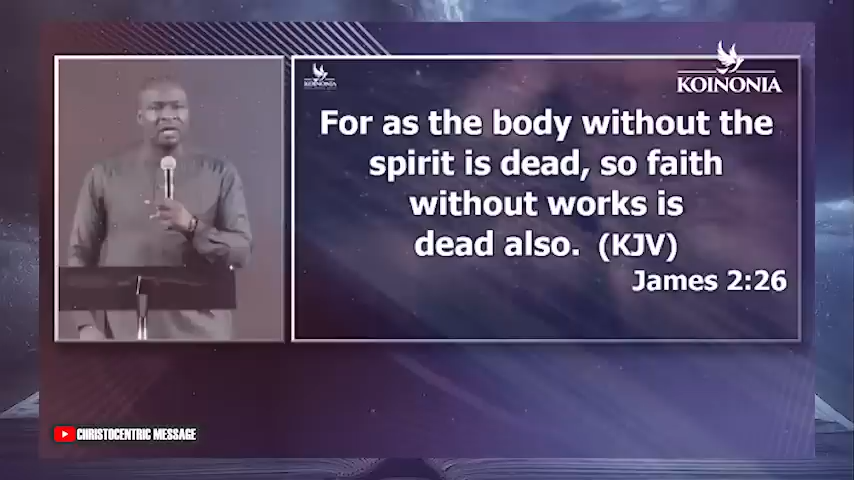 KOINONIA
For as the body without the
spirit is dead, so faith
without works is
dead also. (KJV)
James 2:26
CHRISTOCENTRIC MESSAGE